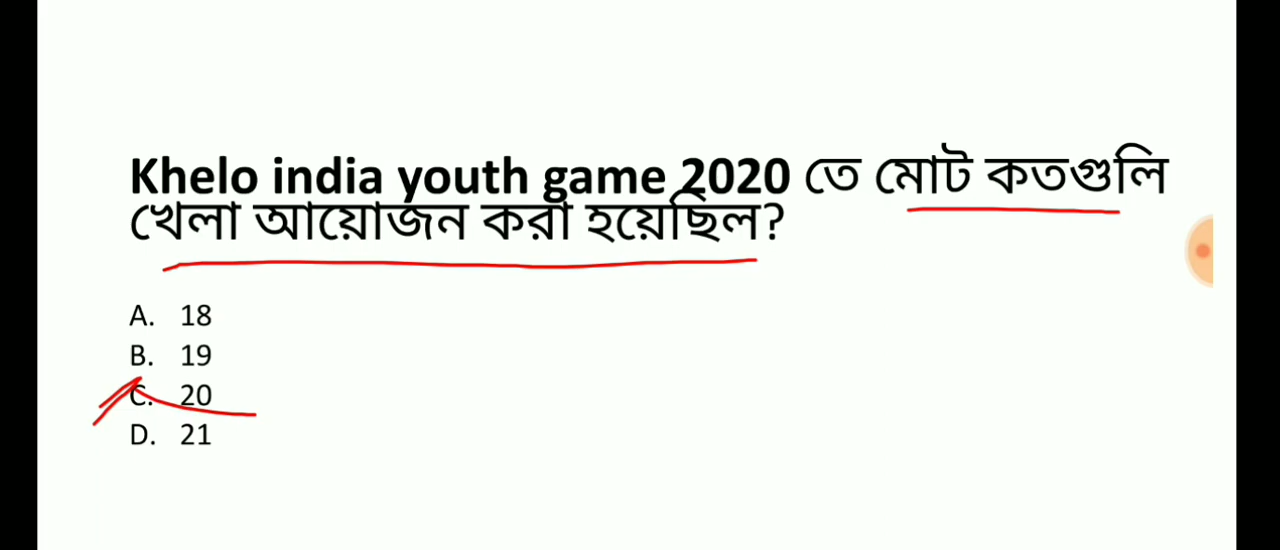 Khelo india youth game 2020 তে মোট কতগুলি
খেলা আয়োজন করা হয়েছিল?
A. 18
B. 19
C. 20
D. 21